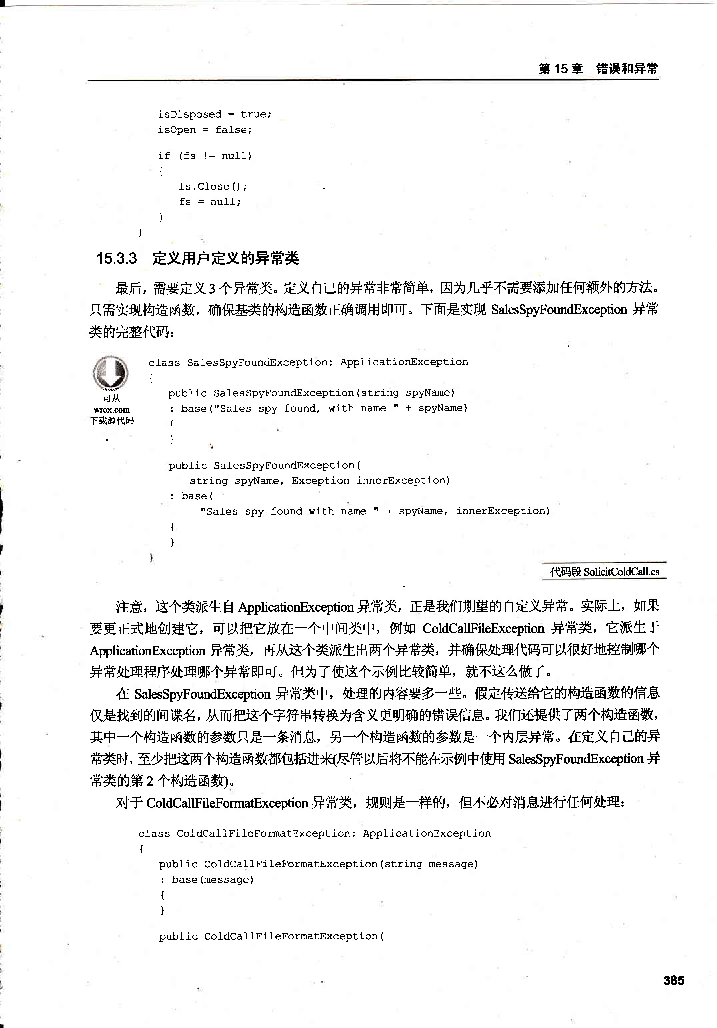 第 15 章 错误和异常
isDisposed = true;
isOpen = false;
if (fs != null)
{
fs.Close();
fs = null;
}
}
15.3.3 定义用户定义的异常类
最后，需要定义 3 个异常类。定义自己的异常非常简单，因为几乎不需要添加任何额外的方法。
只需实现构造函数，确保基类的构造函数正确调用即可。下面是实现 SalesSpyFoundException 异常
类的完整代码：
class SalesSpyFoundException: ApplicationException
{
可从
wrox.com
下载源代码
public SalesSpyFoundException(string spyName)
: base("Sales spy found, with name " + spyName)
{
}
public SalesSpyFoundException(
string spyName, Exception innerException)
: base(
"Sales spy found with name " + spyName, innerException)
{
}
}
代码段 SolicitColdCall.cs
注意，这个类派生自 ApplicationException 异常类，正是我们期望的自定义异常。实际上，如果
要更正式地创建它，可以把它放在一个中间类中，例如 ColdCallFileException 异常类，它派生于
ApplicationException 异常类，再从这个类派生出两个异常类，并确保处理代码可以很好地控制哪个
异常处理程序处理哪个异常即可。但为了使这个示例比较简单，就不这么做了。
在 SalesSpyFoundException 异常类中，处理的内容要多一些。假定传送给它的构造函数的信息
仅是找到的间谍名，从而把这个字符串转换为含义更明确的错误信息。我们还提供了两个构造函数，
其中一个构造函数的参数只是一条消息，另一个构造函数的参数是一个内层异常。在定义自己的异
常类时，至少把这两个构造函数都包括进来(尽管以后将不能在示例中使用 SalesSpyFoundException 异
常类的第 2 个构造函数)。
对于 ColdCallFileFormatException 异常类，规则是一样的，但不必对消息进行任何处理：
class ColdCallFileFormatException: ApplicationException
{
public ColdCallFileFormatException(string message)
: base(message)
{
}
public ColdCallFileFormatException(
385